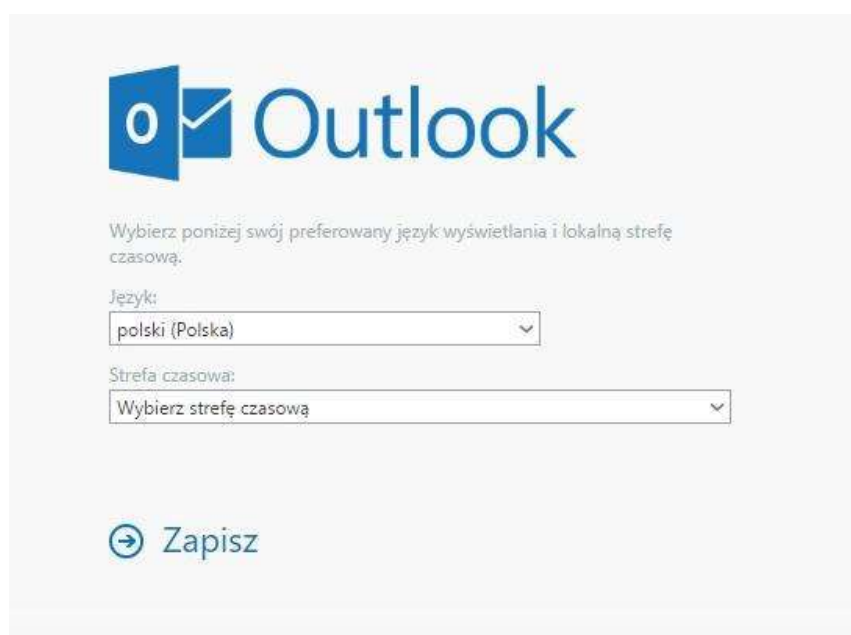 O Outlook
Wybierz poniżej swój preferowany język wyświetlania i lokalną strefę
czasową.
Język:
polski (Polska)
Strefa czasowa:
Wybierz strefę czasową
Zapisz